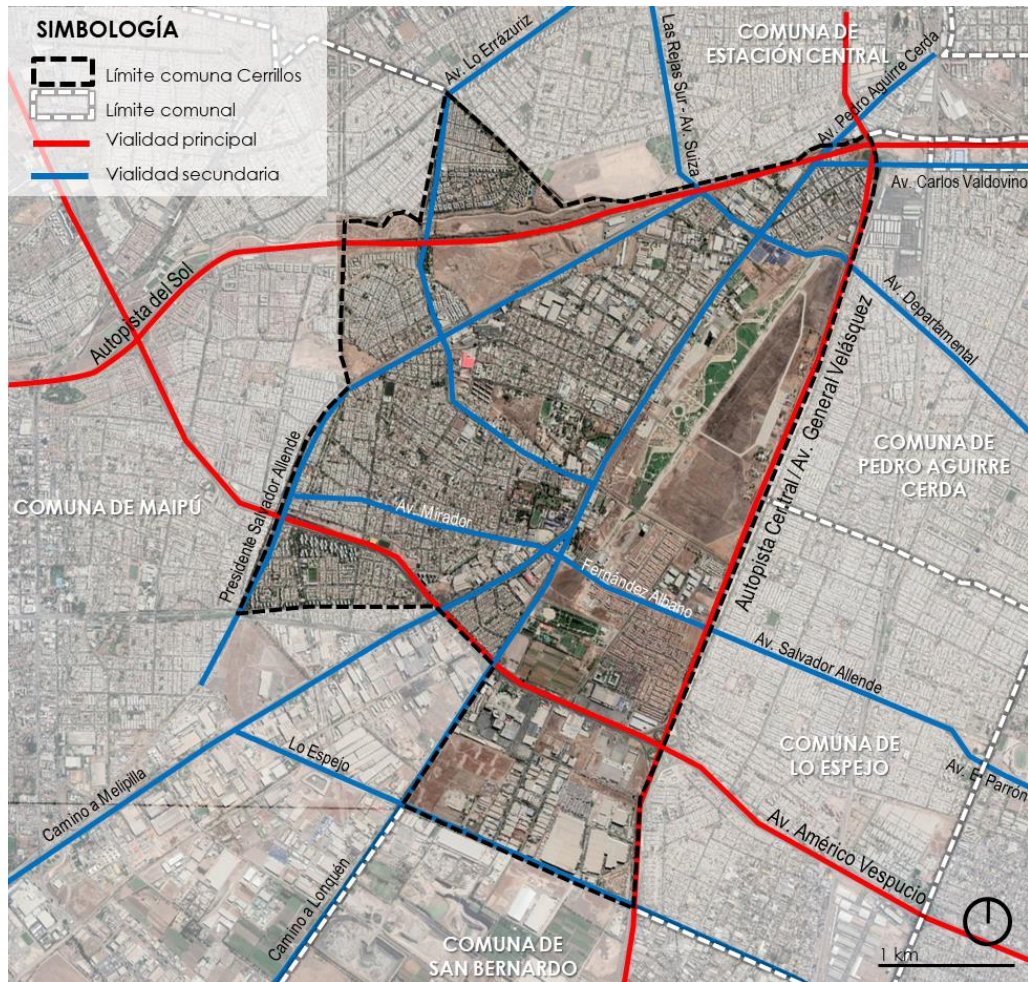 SIMBOLOGÍA
Límite comuna Cerrillos
Límite comunal
Vialidad principal
Vialidad secundaria
Av. Lo Errázuriz
Las Rejas Sur - Av. Suiza
COMUNA DE
ESTACIÓN CENTRAL
Av. Pedro Aguirre Cerda
Av. Carlos Valdovino
Autopista del Sol
Av. Departamental
Autopista Central / Av. General Velásquez
COMUNA DE
PEDRO AGUIRRE
CERDA
COMUNA DE MAIPÚ
Presidente Salvador Allende
Av. Mirador
Fernández Albano
Av. Salvador Allende
Lo Espejo
COMUNA DE
LO ESPEJO
Av. E. Parrón
Camino a Melipilla
Av. Américo Vespucio
Camino a Lonquén
COMUNA DE
SAN BERNARDO
1 km